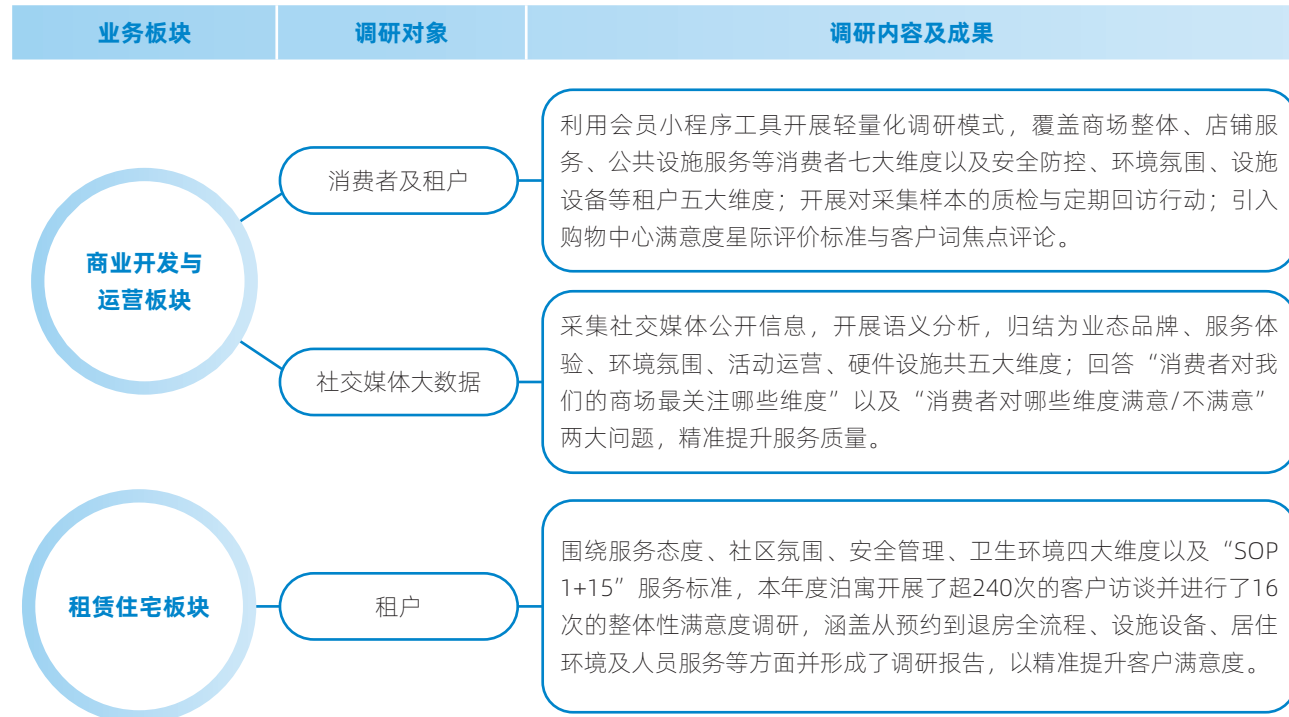 业务板块
调研对象
调研内容及成果
商业开发与
运营板块
消费者及租户
利用会员小程序工具开展轻量化调研模式，覆盖商场整体、店铺服
务、公共设施服务等消费者七大维度以及安全防控、环境氛围、设施
设备等租户五大维度；开展对采集样本的质检与定期回访行动；引入
购物中心满意度星际评价标准与客户词焦点评论。
社交媒体大数据
采集社交媒体公开信息，开展语义分析，归结为业态品牌、服务体
验、环境氛围、活动运营、硬件设施共五大维度；回答“消费者对我
们的商场最关注哪些维度”以及“消费者对哪些维度满意/不满意”
两大问题，精准提升服务质量。
租赁住宅板块
租户
围绕服务态度、社区氛围、安全管理、卫生环境四大维度以及“SOP
1+15”服务标准，本年度泊寓开展了超240次的客户访谈并进行了16
次的整体性满意度调研，涵盖从预约到退房全流程、设施设备、居住
环境及人员服务等方面并形成了调研报告，以精准提升客户满意度。